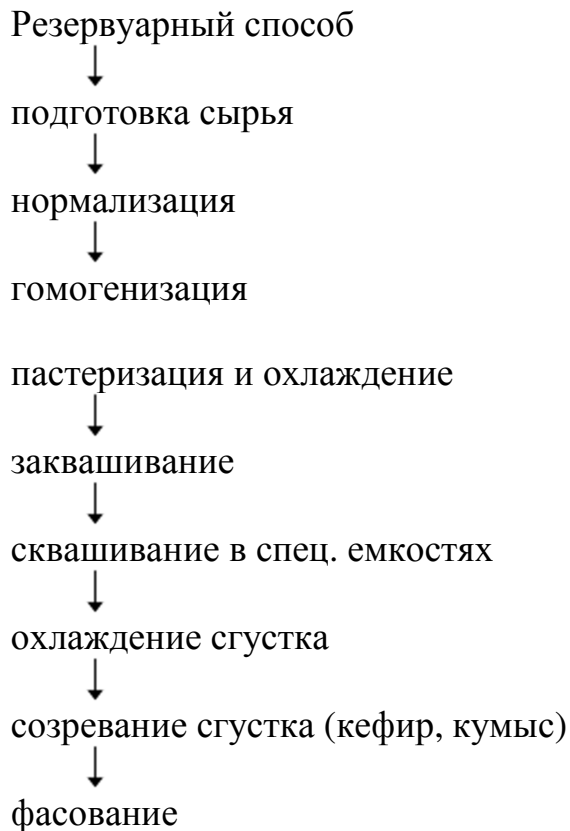 Резервуарный способ
подготовка сырья
нормализация
гомогенизация
пастеризация и охлаждение
заквашивание
сквашивание в спец. емкостях
охлаждение сгустка
созревание сгустка (кефир, кумыс)
фасование